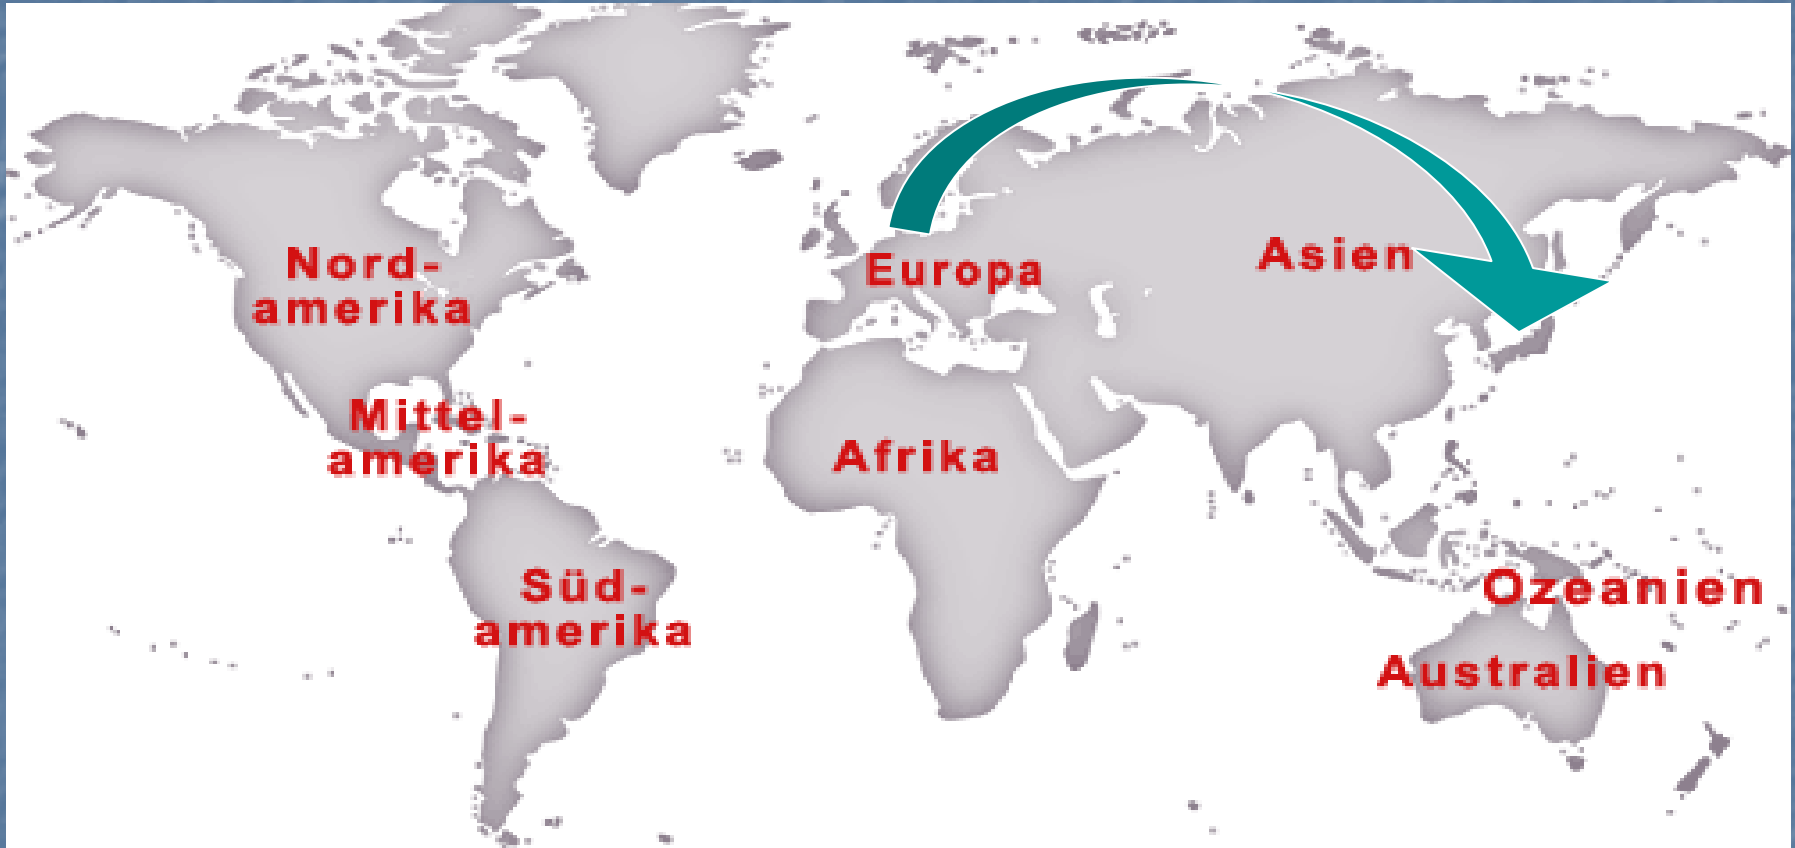 Nord-
amerika
Mittel-
amerika
Süd-
amerika
Europa
Asien
Afrika
Ozeanien
Australien